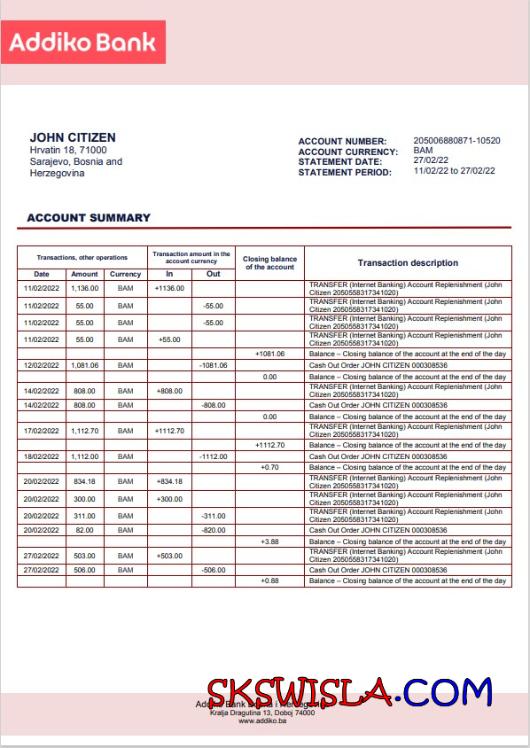 Addiko Bank
JOHN CITIZEN
Hrvatin 18, 71000
Sarajevo, Bosnia and
Herzegovina
ACCOUNT NUMBER: 205006880871-10520
ACCOUNT CURRENCY: BAM
STATEMENT DATE: 27/02/22
STATEMENT PERIOD: 11/02/22 to 27/02/22
ACCOUNT SUMMARY
Transactions, other operations
Transaction amount in the
account currency
Closing balance
of the account
Transaction description
Date Amount Currency In Out
11/02/2022 1,136.00 BAM +1136.00 TRANSFER (Internet Banking) Account Replenishment (John
Citizen 2050558317341020)
11/02/2022 55.00 BAM -55.00 TRANSFER (Internet Banking) Account Replenishment (John
Citizen 2050558317341020)
11/02/2022 55.00 BAM -55.00 TRANSFER (Internet Banking) Account Replenishment (John
Citizen 2050558317341020)
11/02/2022 55.00 BAM +55.00 TRANSFER (Internet Banking) Account Replenishment (John
Citizen 2050558317341020)
+1081.06 Balance – Closing balance of the account at the end of the day
12/02/2022 1,081.06 BAM -1081.06 Cash Out Order JOHN CITIZEN 000308536
0.00 Balance – Closing balance of the account at the end of the day
14/02/2022 808.00 BAM +808.00 TRANSFER (Internet Banking) Account Replenishment (John
Citizen 2050558317341020)
14/02/2022 808.00 BAM -808.00 Cash Out Order JOHN CITIZEN 000308536
0.00 Balance – Closing balance of the account at the end of the day
17/02/2022 1,112.70 BAM +1112.70 TRANSFER (Internet Banking) Account Replenishment (John
Citizen 2050558317341020)
+1112.70 Balance – Closing balance of the account at the end of the day
18/02/2022 1,112.00 BAM -1112.00 Cash Out Order JOHN CITIZEN 000308536
+0.70 Balance – Closing balance of the account at the end of the day
20/02/2022 834.18 BAM +834.18 TRANSFER (Internet Banking) Account Replenishment (John
Citizen 2050558317341020)
20/02/2022 300.00 BAM +300.00 TRANSFER (Internet Banking) Account Replenishment (John
Citizen 2050558317341020)
20/02/2022 311.00 BAM -311.00 TRANSFER (Internet Banking) Account Replenishment (John
Citizen 2050558317341020)
20/02/2022 82.00 BAM -820.00 Cash Out Order JOHN CITIZEN 000308536
+3.88 Balance – Closing balance of the account at the end of the day
27/02/2022 503.00 BAM +503.00 TRANSFER (Internet Banking) Account Replenishment (John
Citizen 2050558317341020)
27/02/2022 506.00 BAM -506.00 Cash Out Order JOHN CITIZEN 000308536
+0.88 Balance – Closing balance of the account at the end of the day
SKSWISLA.COM
Bank i
Kralja Dragutina 13, Doboj 74000
www.addiko.ba